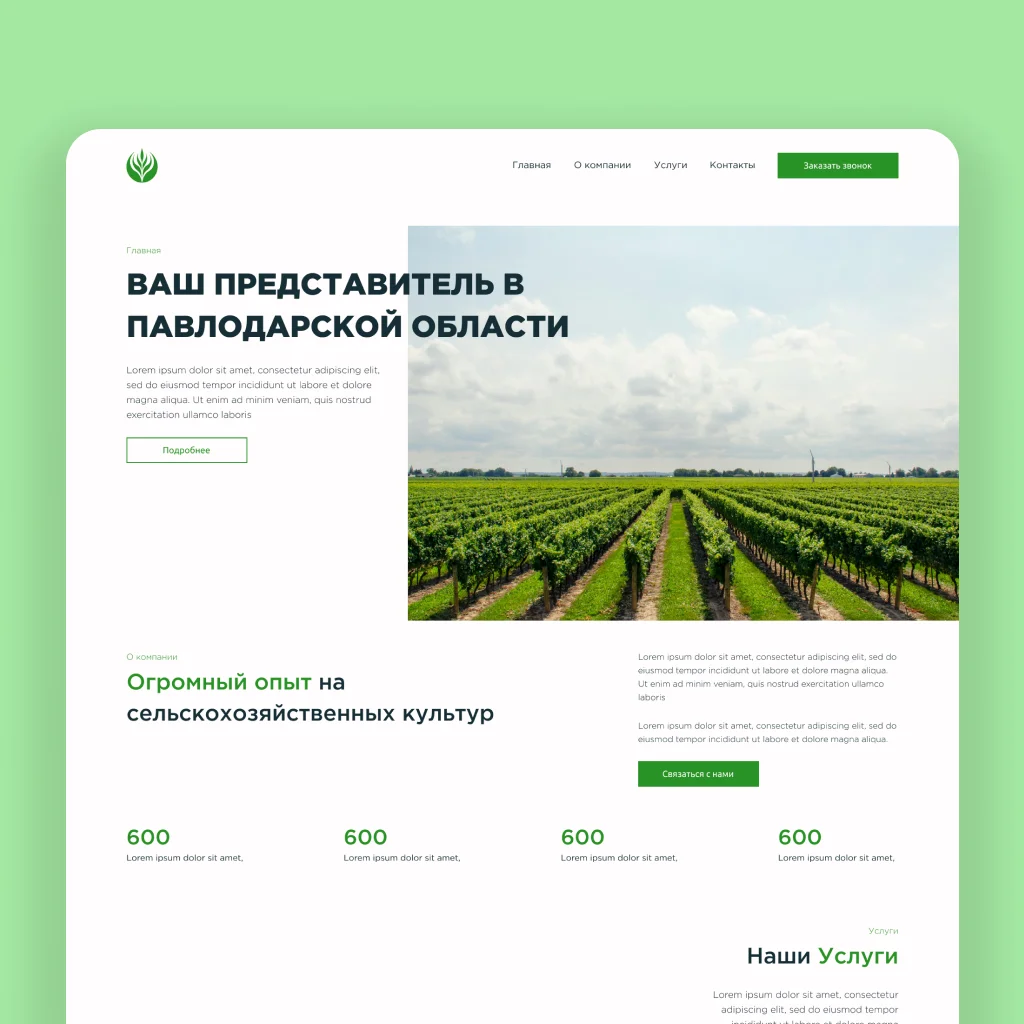 Главная О компании Услуги Контакты Заказать звонок
Главная
ВАШ ПРЕДСТАВИТЕЛЬ В
ПАВЛОДАРСКОЙ ОБЛАСТИ
Lorem ipsum dolor sit amet, consectetur adipiscing elit,
sed do eiusmod tempor incididunt ut labore et dolore
magna aliqua. Ut enim ad minim veniam, quis nostrud
exercitation ullamco laboris
Подробнее
О компании
Огромный опыт на
сельскохозяйственных культур
Lorem ipsum dolor sit amet, consectetur adipiscing elit, sed do
eiusmod tempor incididunt ut labore et dolore magna aliqua.
Ut enim ad minim veniam, quis nostrud exercitation ullamco
laboris
Lorem ipsum dolor sit amet, consectetur adipiscing elit, sed do
eiusmod tempor incididunt ut labore et dolore magna aliqua.
Связаться с нами
600 600 600 600
Lorem ipsum dolor sit amet, Lorem ipsum dolor sit amet, Lorem ipsum dolor sit amet, Lorem ipsum dolor sit amet,
Услуги
Наши Услуги
Lorem ipsum dolor sit amet, consectetur
adipiscing elit, sed do eiusmod tempor
incididunt ut labore et dolore magna